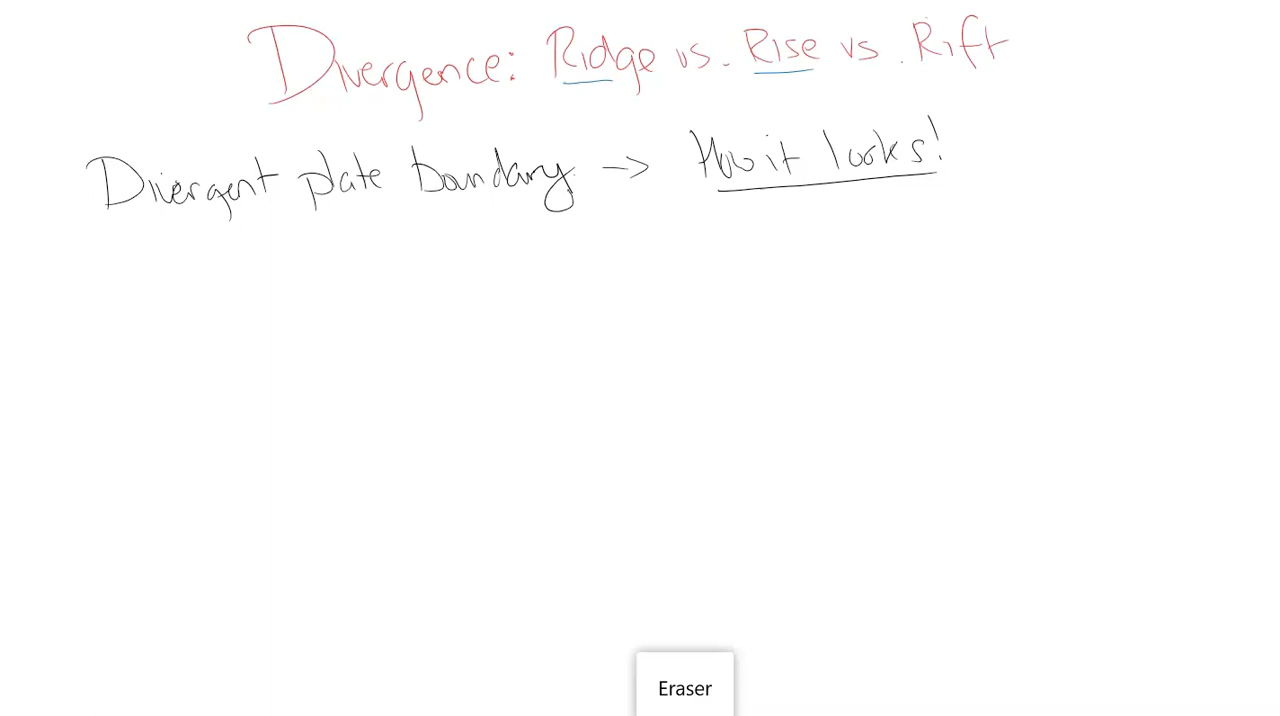 Divergence: Ridge vs. Rise vs. Rift
Divergent plate boundary → How it looks!
Eraser